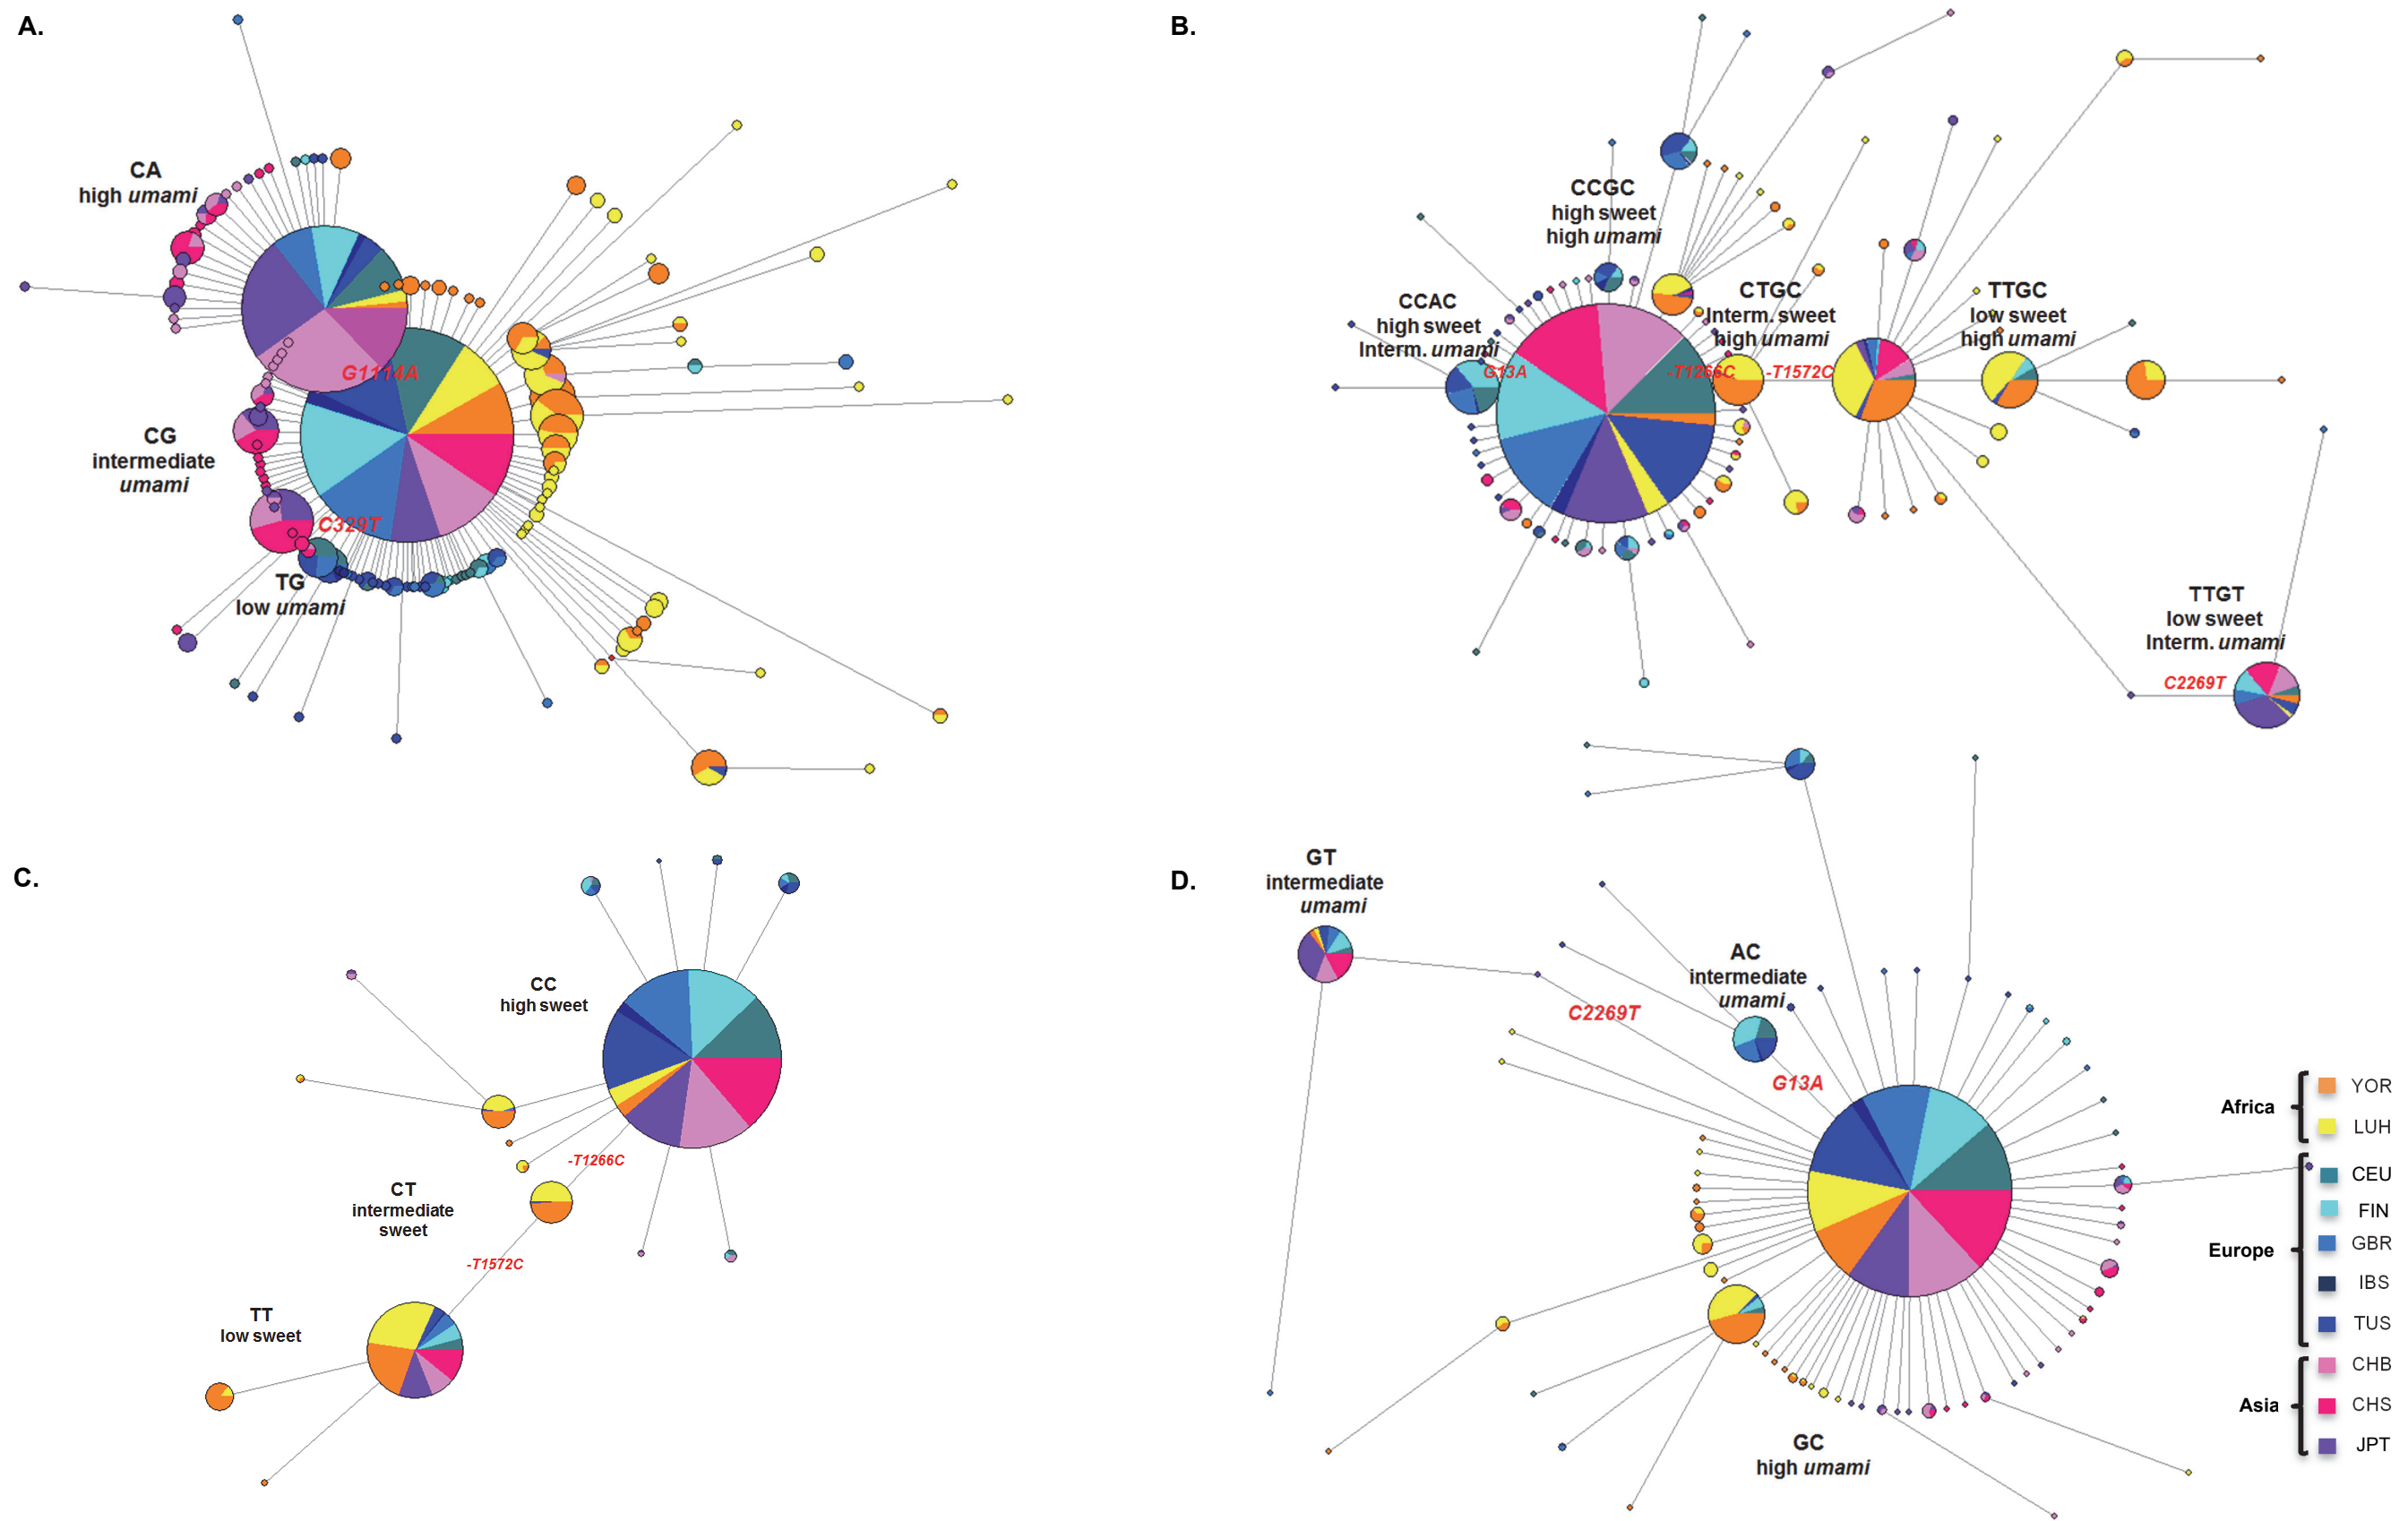 A.
CA
high umami
G1114A
CG
intermediate
umami
C329T
TG
low umami
B.
CCGC
high sweet
high umami
CCAC
high sweet
Interm. umami
G13A
CTGC
Interm. sweet
high umami
-T1266C
-T1572C
TTGC
low sweet
high umami
TTGT
low sweet
Interm. umami
C2269T
C.
CC
high sweet
-T1266C
CT
intermediate
sweet
-T1572C
TT
low sweet
D.
GT
intermediate
umami
AC
intermediate
umami
C2269T
G13A
GC
high umami
Africa
YOR
LUH
Europe
CEU
FIN
GBR
IBS
TUS
Asia
CHB
CHS
JPT